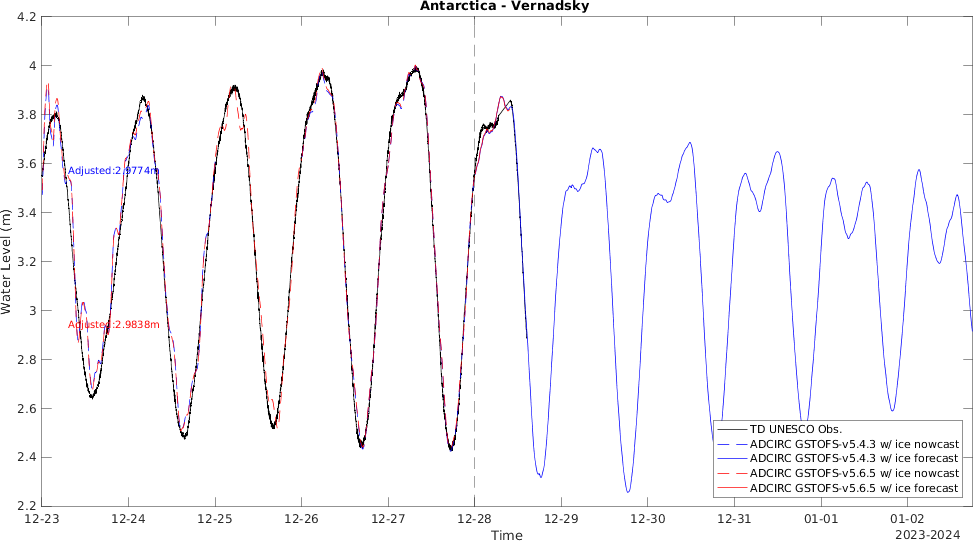 Antarctica - Vernadsky
4.2
4
3.8
3.6
3.4
3.2
3
2.8
2.6
2.4
2.2
Water Level (m)
Adjusted:2.9774m
Adjusted:2.9838m
TD UNESCO Obs.
ADCIRC GSTOFS-v5.4.3 w/ ice nowcast
ADCIRC GSTOFS-v5.4.3 w/ ice forecast
ADCIRC GSTOFS-v5.6.5 w/ ice nowcast
ADCIRC GSTOFS-v5.6.5 w/ ice forecast
12-23 12-24 12-25 12-26 12-27 12-28 12-29 12-30 12-31 01-01 01-02
Time
2023-2024